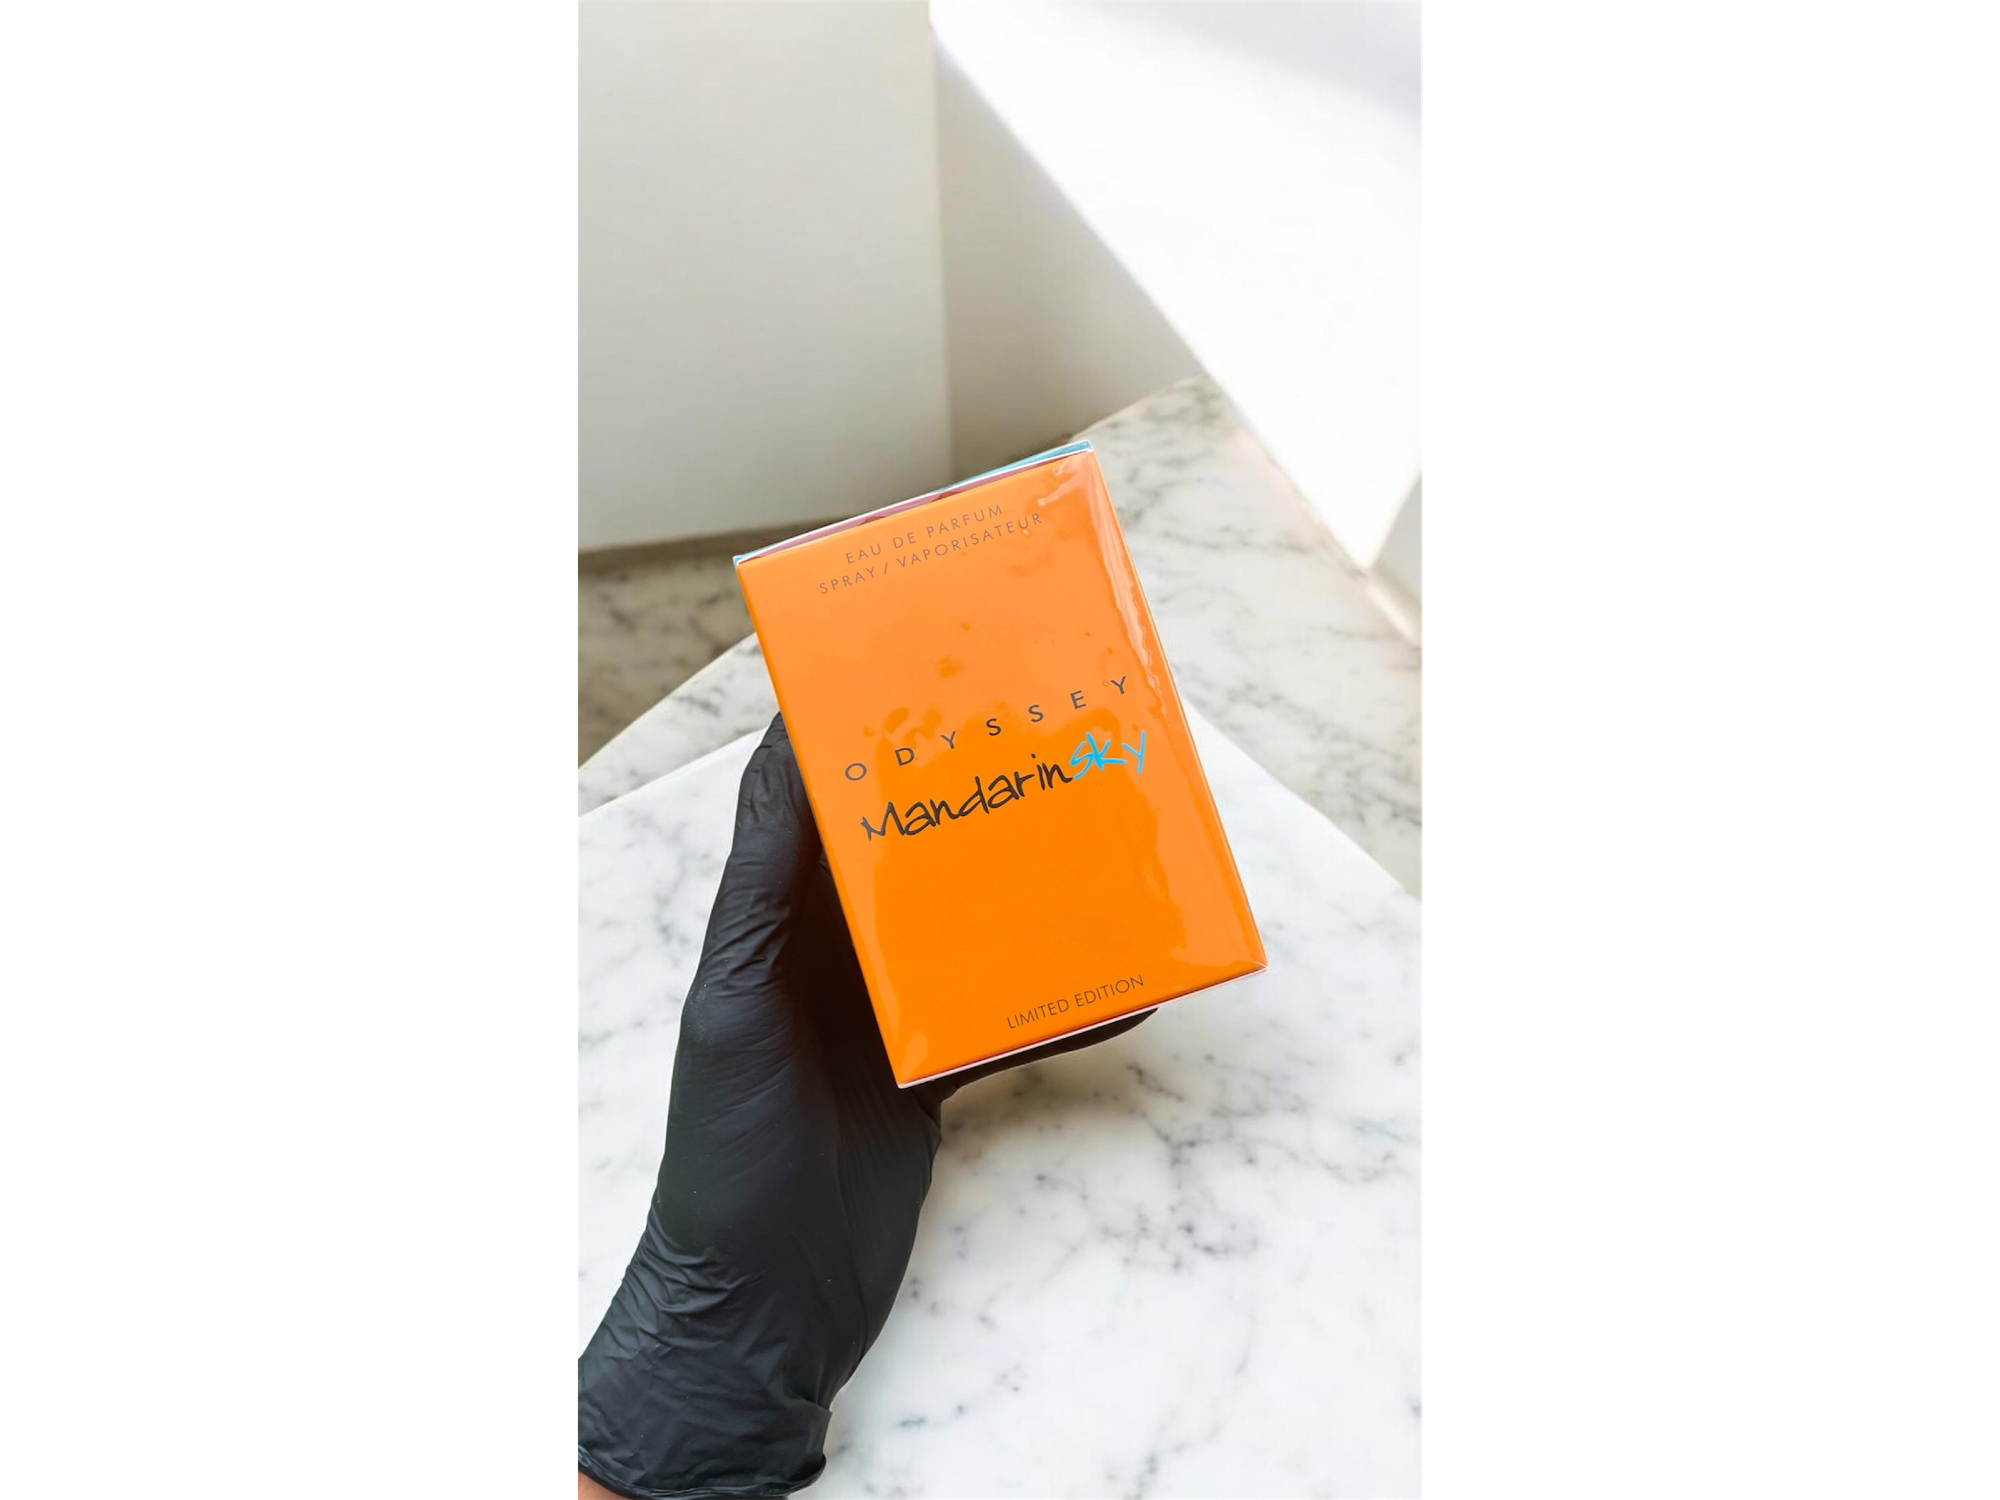 EAU DE PARFUM
SPRAY / VAPORISATEUR
ODYSSEY
Mandarinsky
LIMITED EDITION